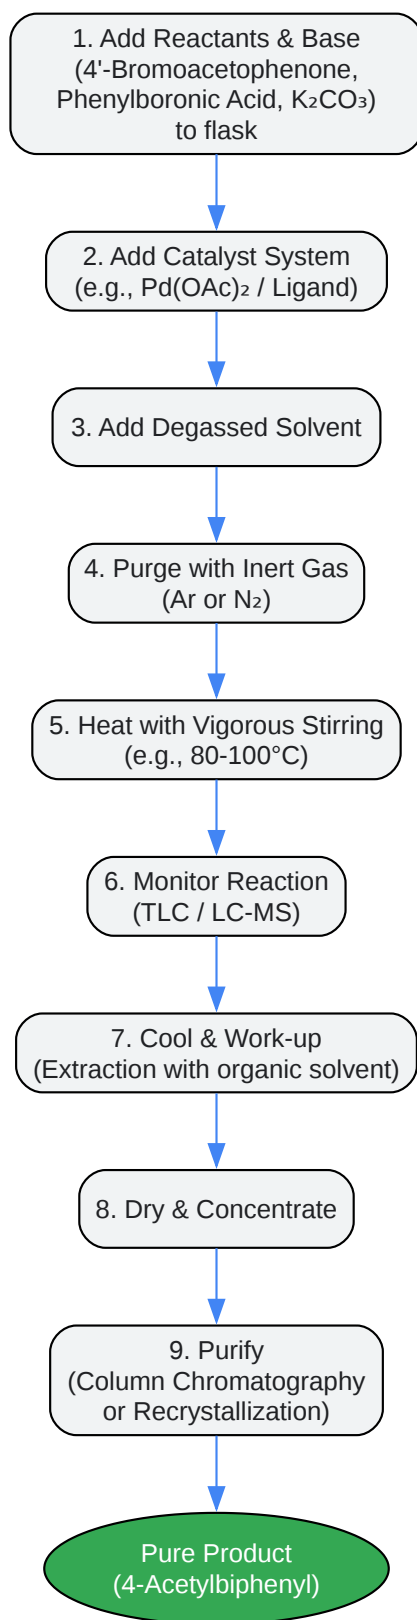 1. Add Reactants & Base
(4'-Bromoacetophenone,
Phenylboronic Acid, K₂CO₃)
to flask
2. Add Catalyst System
(e.g., Pd(OAc)₂ / Ligand)
3. Add Degassed Solvent
4. Purge with Inert Gas
(Ar or N₂)
5. Heat with Vigorous Stirring
(e.g., 80-100°C)
6. Monitor Reaction
(TLC / LC-MS)
7. Cool & Work-up
(Extraction with organic solvent)
8. Dry & Concentrate
9. Purify
(Column Chromatography
or Recrystallization)
Pure Product
(4-Acetylbiphenyl)